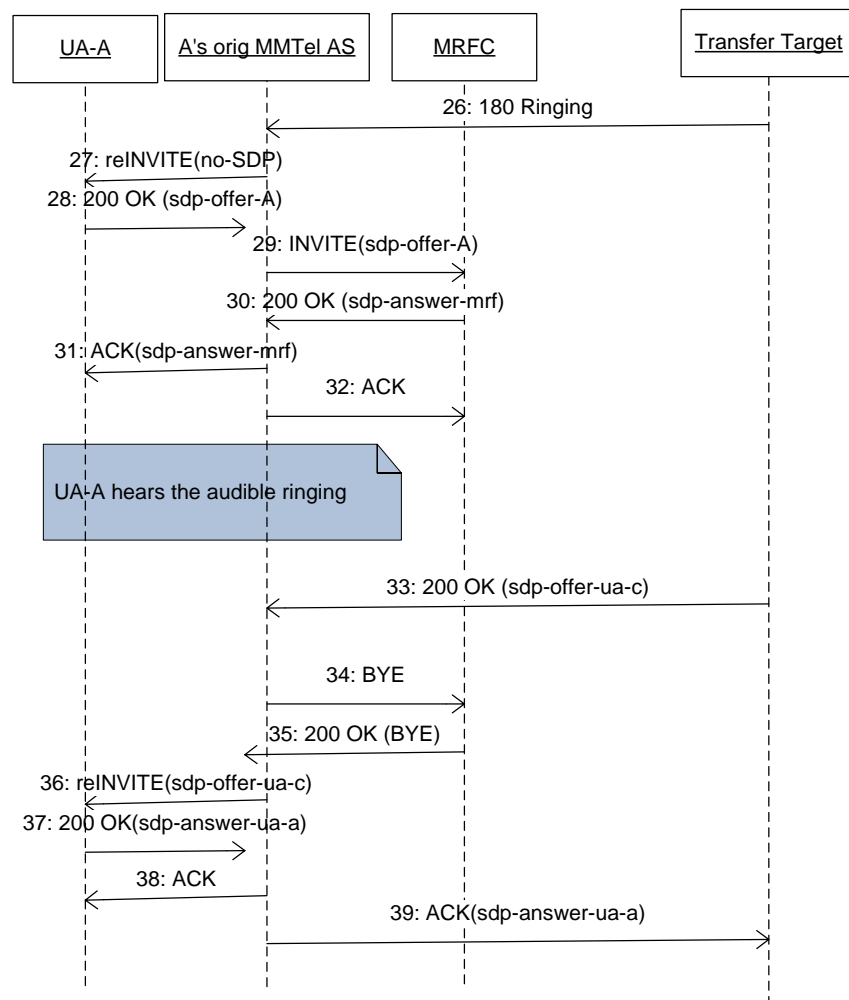 UA-A
A's orig MMTel AS
MRFC
Transfer Target
26: 180 Ringing
27: reINVITE(no-SDP)
28: 200 OK (sdp-offer-A)
29: INVITE(sdp-offer-A)
30: 200 OK (sdp-answer-mrf)
31: ACK(sdp-answer-mrf)
32: ACK
UA-A hears the audible ringing
33: 200 OK (sdp-offer-ua-c)
34: BYE
35: 200 OK (BYE)
36: reINVITE(sdp-offer-ua-c)
37: 200 OK(sdp-answer-ua-a)
38: ACK
39: ACK(sdp-answer-ua-a)